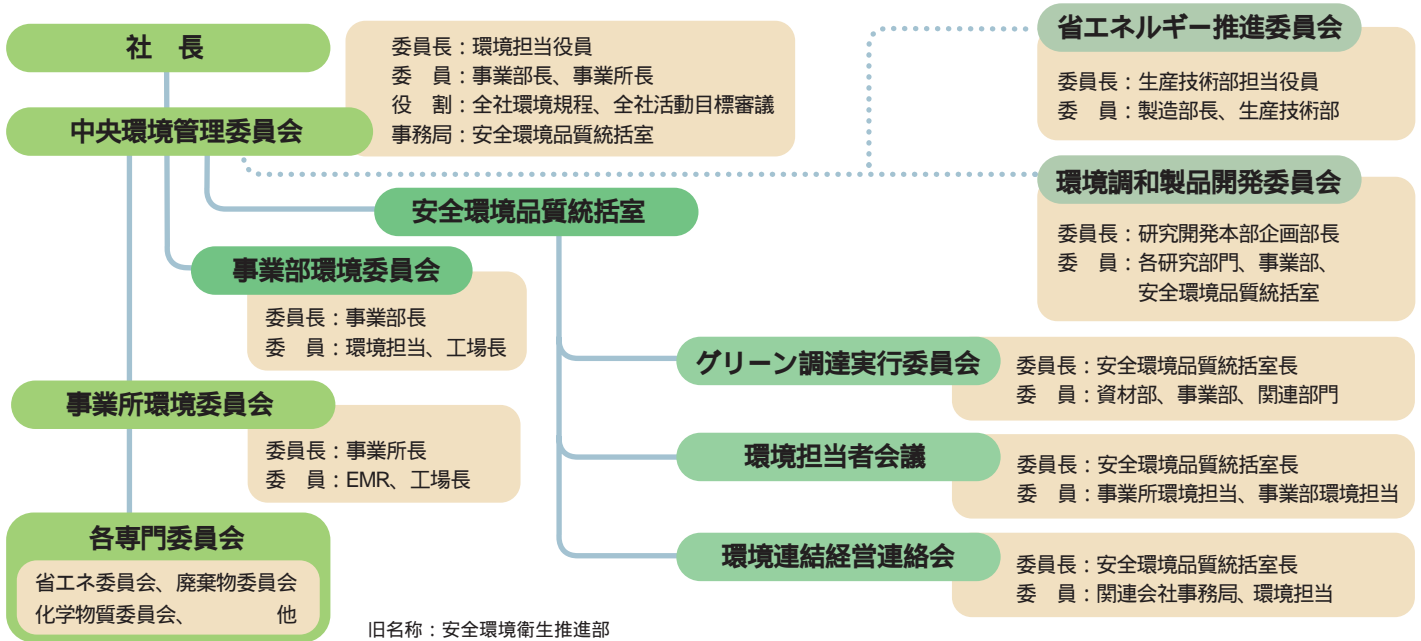 社　長
委員長：環境担当役員
委　員：事業部長、事業所長
役　割：全社環境規程、全社活動目標審議
事務局：安全環境品質統括室
中央環境管理委員会
省エネルギー推進委員会
委員長：生産技術部担当役員
委　員：製造部長、生産技術部
環境調和製品開発委員会
委員長：研究開発本部企画部長
委　員：各研究部門、事業部、
安全環境品質統括室
安全環境品質統括室
事業部環境委員会
委員長：事業部長
委　員：環境担当、工場長
グリーン調達実行委員会
委員長：安全環境品質統括室長
委　員：資材部、事業部、関連部門
事業所環境委員会
委員長：事業所長
委　員：EMR、工場長
環境担当者会議
委員長：安全環境品質統括室長
委　員：事業所環境担当、事業部環境担当
各専門委員会
省エネ委員会、廃棄物委員会
化学物質委員会、　　他
環境連結経営連絡会
委員長：安全環境品質統括室長
委　員：関連会社事務局、環境担当
旧名称：安全環境衛生推進部